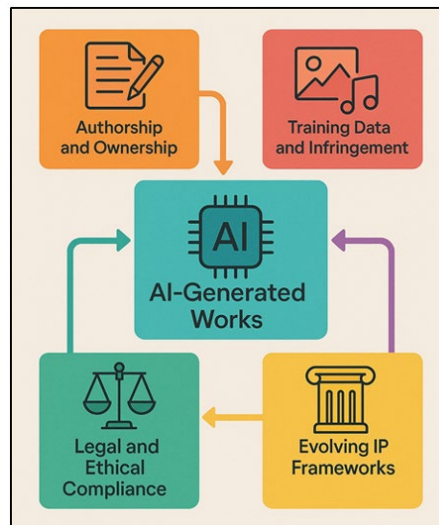 Authorship
and Ownership
Training Data
and Infringement
AI
AI-Generated
Works
Legal and
Ethical
Compliance
Evolving IP
Frameworks